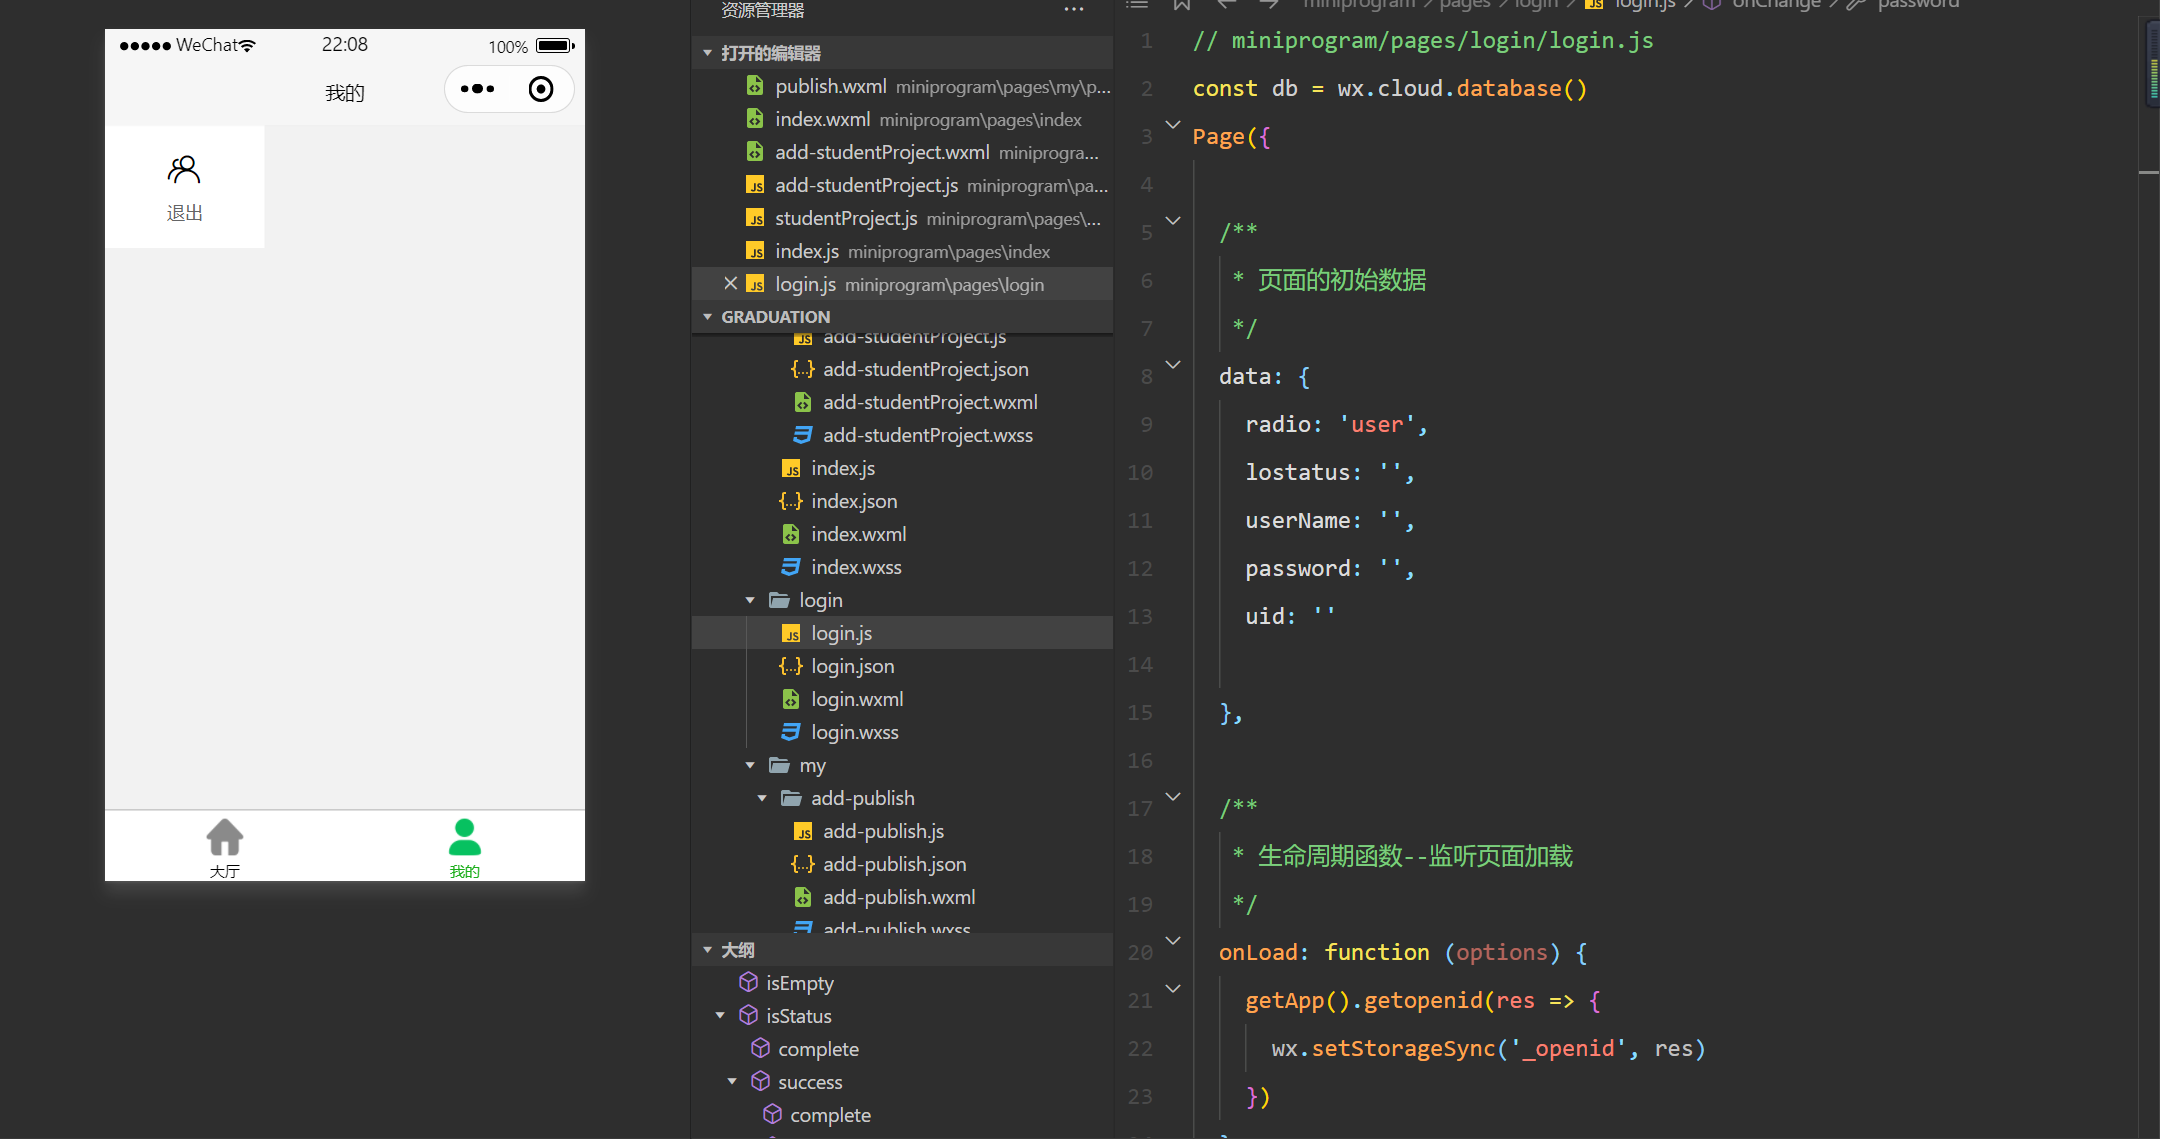 WeChat 22:08 100%
我的
退出
大厅
我的
资源管理器 ...
打开的编辑器
publish.wxml miniprogram\pages\my\p...
index.wxml miniprogram\pages\index
add-studentProject.wxml miniprogra...
add-studentProject.js miniprogram\pa...
studentProject.js miniprogram\pages\...
index.js miniprogram\pages\index
login.js miniprogram\pages\login
GRADUATION
add-studentProject.js
add-studentProject.json
add-studentProject.wxml
add-studentProject.wxss
index.js
index.json
index.wxml
index.wxss
login
login.js
login.json
login.wxml
login.wxss
my
add-publish
add-publish.js
add-publish.json
add-publish.wxml
add-publish.wxss
大纲
isEmpty
isStatus
complete
success
complete
miniprogram > pages > login > login.js > onChange > password
1 // miniprogram/pages/login/login.js
2 const db = wx.cloud.database()
3 Page({
4
5 /**
6 * 页面的初始数据
7 */
8 data: {
9 radio: 'user',
10 lostatus: '',
11 userName: '',
12 password: '',
13 uid: ''
14
15 },
16
17 /**
18 * 生命周期函数--监听页面加载
19 */
20 onLoad: function (options) {
21 getApp().getopenid(res => {
22 wx.setStorageSync('_openid', res)
23 })